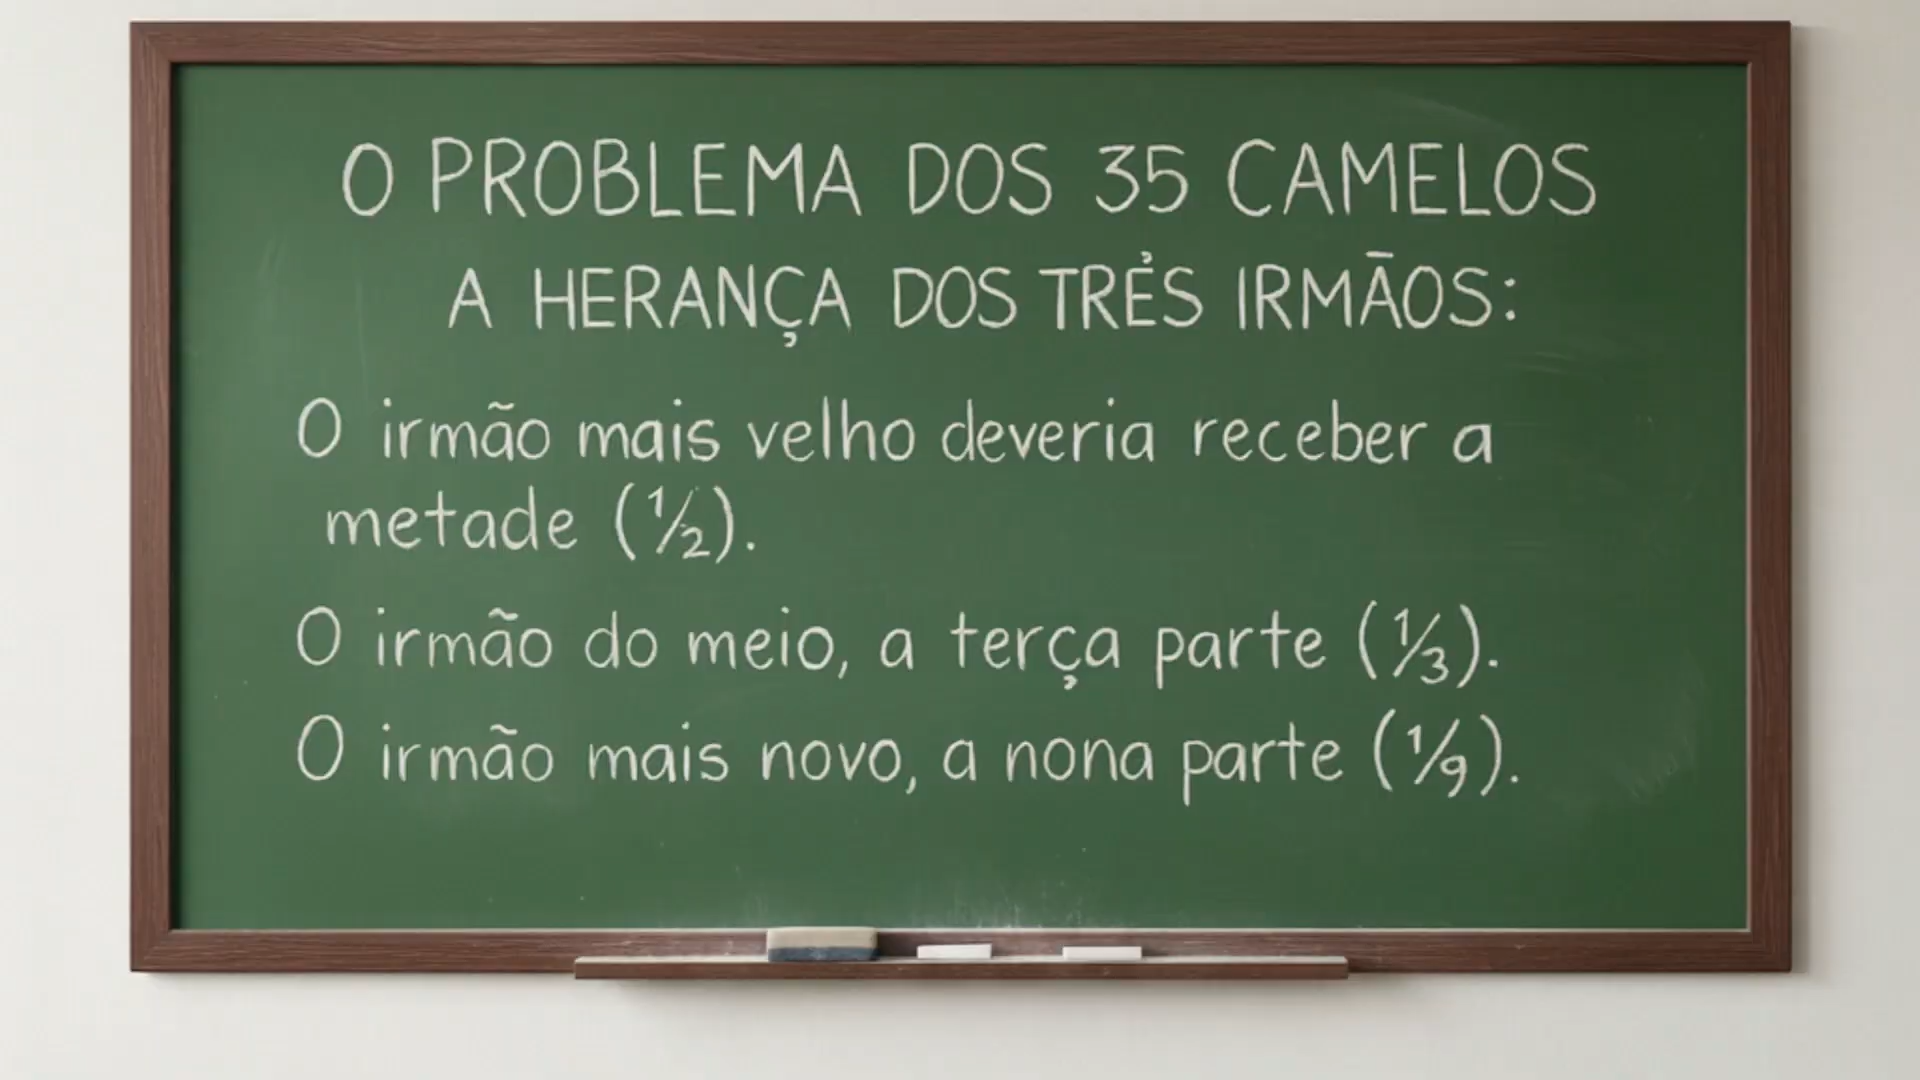 O PROBLEMA DOS 35 CAMELOS
A HERANÇA DOS TRÊS IRMÃOS:
O irmão mais velho deveria receber a
metade (1/2).
O irmão do meio, a terça parte (1/3).
O irmão mais novo, a nona parte (1/9).